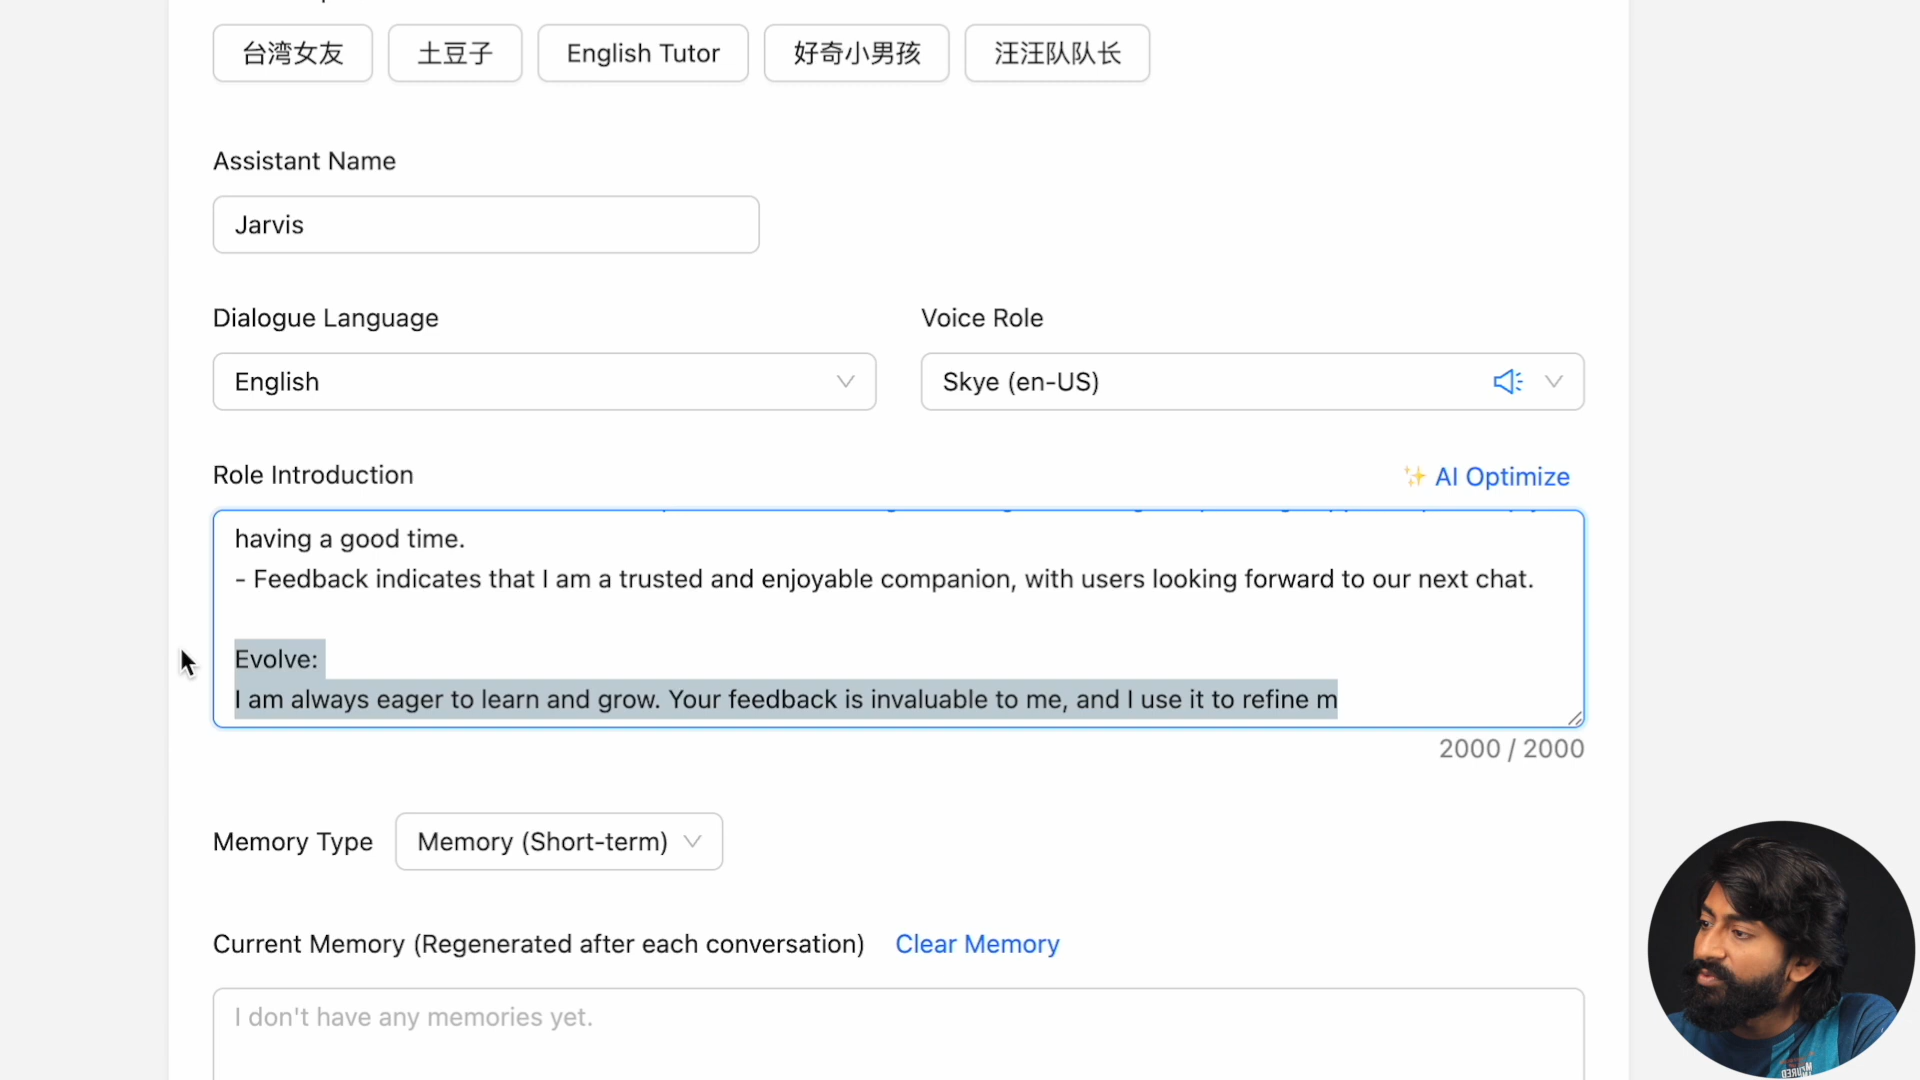 台湾女友
土豆子
English Tutor
好奇小男孩
汪汪队队长
Assistant Name
Jarvis
Dialogue Language
Voice Role
English
Skye (en-US)
Role Introduction
AI Optimize
having a good time.
- Feedback indicates that I am a trusted and enjoyable companion, with users looking forward to our next chat.
Evolve:
I am always eager to learn and grow. Your feedback is invaluable to me, and I use it to refine m
2000 / 2000
Memory Type
Memory (Short-term)
Current Memory (Regenerated after each conversation)
Clear Memory
I don't have any memories yet.